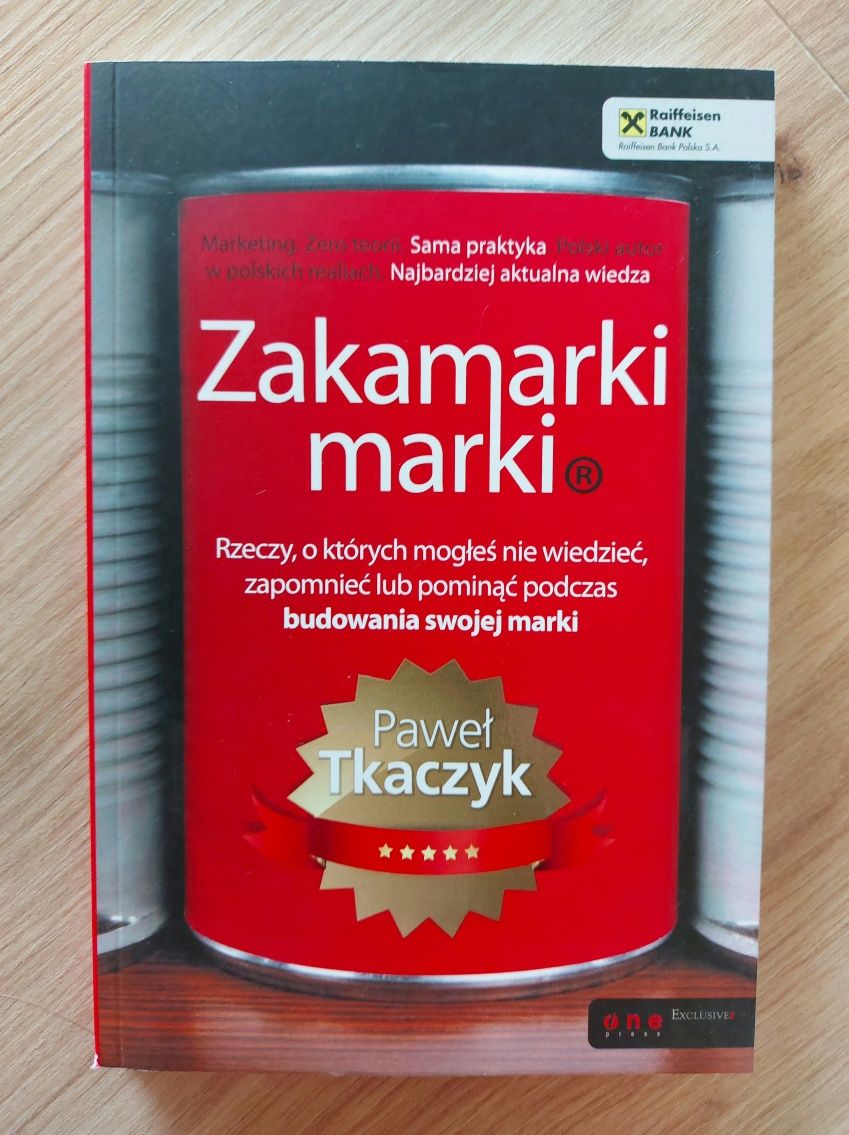 Raiffeisen
BANK
Raiffeisen Bank Polska S.A.
Marketing. Zero teorii. Sama praktyka. Polski autor
w polskich realiach. Najbardziej aktualna wiedza
Zakamarki
marki®
Rzeczy, o których mogłeś nie wiedzieć,
zapomnieć lub pominąć podczas
budowania swojej marki
Paweł
Tkaczyk
one
press
EXCLUSIVE